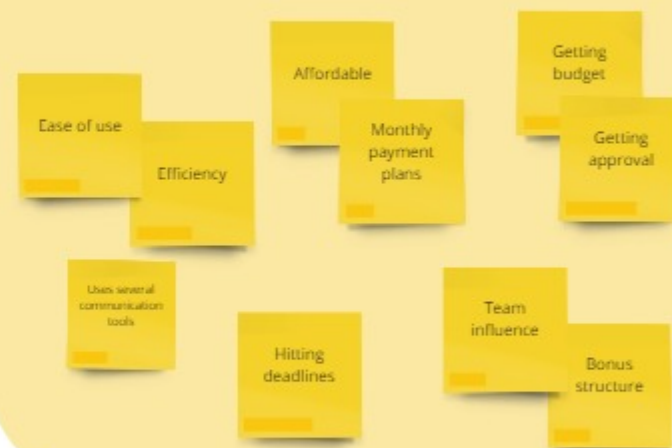 Ease of use
Efficiency
Affordable
Monthly
payment
plans
Getting
budget
Getting
approval
Uses several
communication
tools
Hitting
deadlines
Team
influence
Bonus
structure